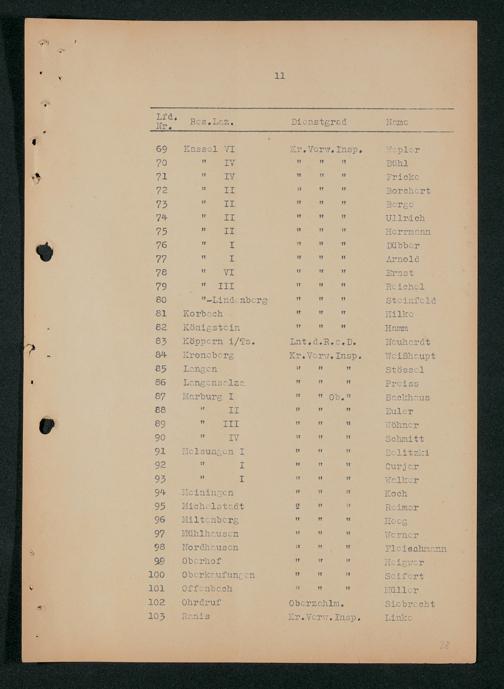 11
Lfd. Nr. Res.Laz. Dienstgrad Name
69 Kassel VI Kr.Verw.Insp. Wepler
70 " IV " " " Bühl
71 " IV " " " Fricke
72 " II " " " Borchert
73 " II " " " Berge
74 " II " " " Ullrich
75 " II " " " Herrmann
76 " I " " " Dübber
77 " I " " " Arnold
78 " VI " " " Ernst
79 " III " " " Reichel
80 "-Lindenberg " " " Steinfeld
81 Korbach " " " Hilke
82 Königstein " " " Hamm
83 Köppern i/Ts. Lnt.d.R.z.D. Neuhardt
84 Kronberg Kr.Verw.Insp. Weißhaupt
85 Langen " " " Stössel
86 Langensalza " " " Preiss
87 Marburg I " " Ob." Backhaus
88 " II " " " Euler
89 " III " " " Wöhner
90 " IV " " " Schmitt
91 Melsungen I " " " Dolitzki
92 " I " " " Curjar
93 " I " " " Welker
94 Meiningen " " " Koch
95 Michelstadt " " " Reimer
96 Miltenberg " " " Hoog
97 Mühlhausen " " " Werner
98 Nordhausen " " " Fleischmann
99 Oberhof " " " Heigwer
100 Oberkaufungen " " " Seifert
101 Offenbach " " " Müller
102 Ohrdruf Oberzahlm. Siebrecht
103 Ranis Kr.Verw.Insp. Linke